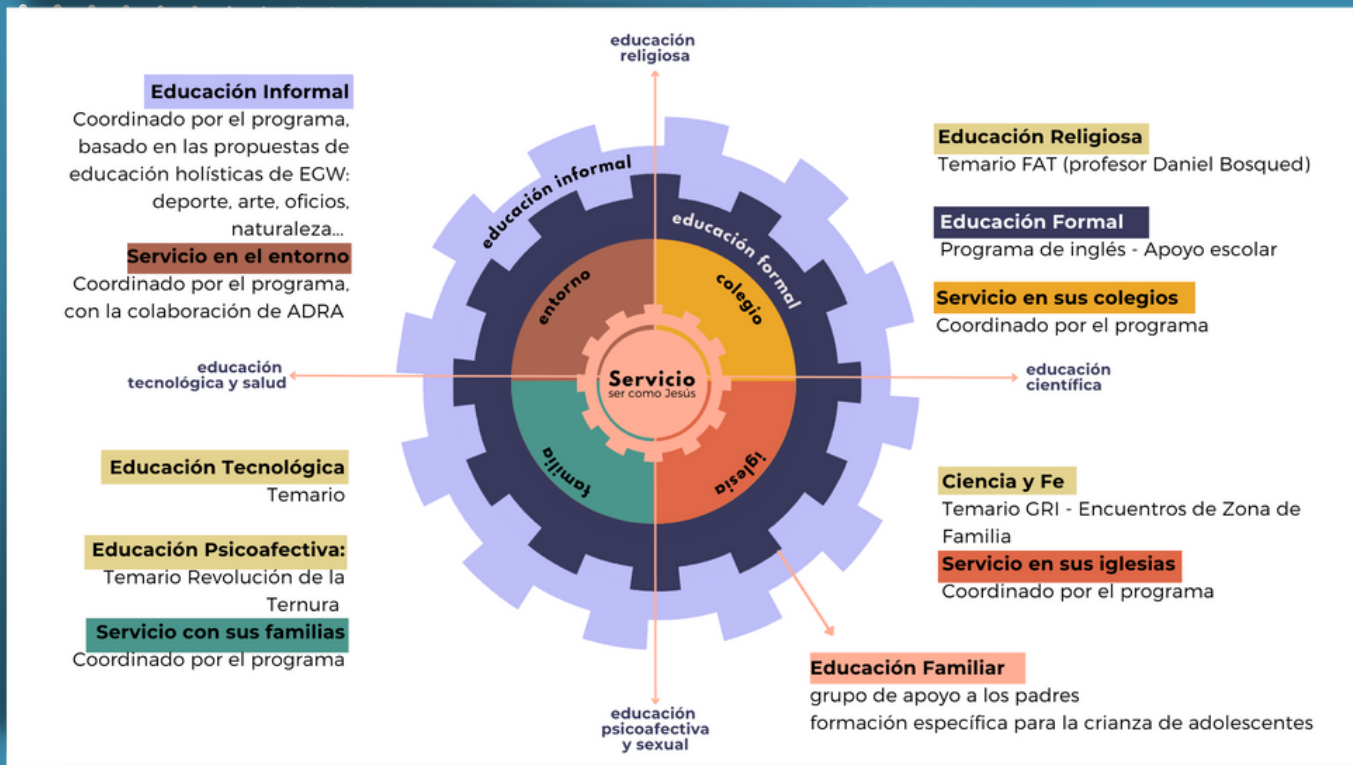 educación
religiosa
Educación Informal
Coordinado por el programa,
basado en las propuestas de
educación holísticas de EGW:
deporte, arte, oficios,
naturaleza...
Servicio en el entorno
Coordinado por el programa,
con la colaboración de ADRA
educación
tecnológica y salud
Educación Tecnológica
Temario
Educación Psicoafectiva:
Temario Revolución de la
Ternura
Servicio con sus familias
Coordinado por el programa
educación informal
educación formal
entorno
colegio
Servicio
ser como Jesús
familia
iglesia
educación
psicoafectiva
y sexual
Educación Religiosa
Temario FAT (profesor Daniel Bosqued)
Educación Formal
Programa de inglés - Apoyo escolar
Servicio en sus colegios
Coordinado por el programa
educación
científica
Ciencia y Fe
Temario GRI - Encuentros de Zona de
Familia
Servicio en sus iglesias
Coordinado por el programa
Educación Familiar
grupo de apoyo a los padres
formación específica para la crianza de adolescentes